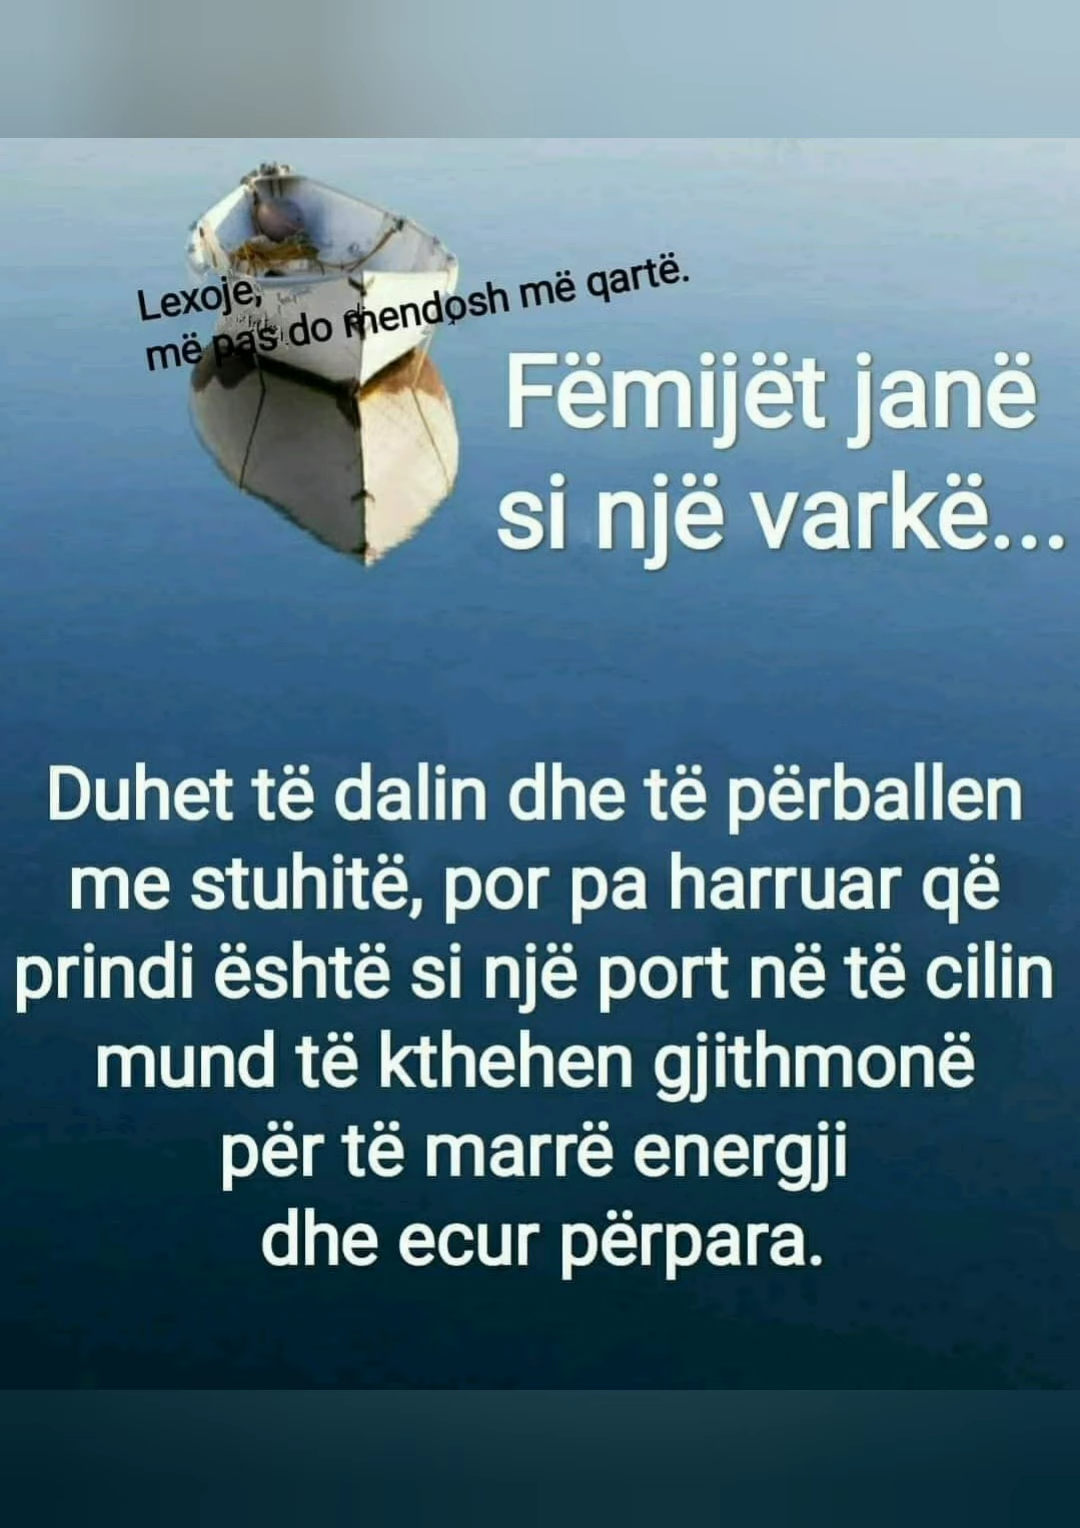 Lexoje,
më pas do mendosh më qartë.
Fëmijët janë
si një varkë...
Duhet të dalin dhe të përballen
me stuhitë, por pa harruar që
prindi është si një port në të cilin
mund të kthehen gjithmonë
për të marrë energji
dhe ecur përpara.